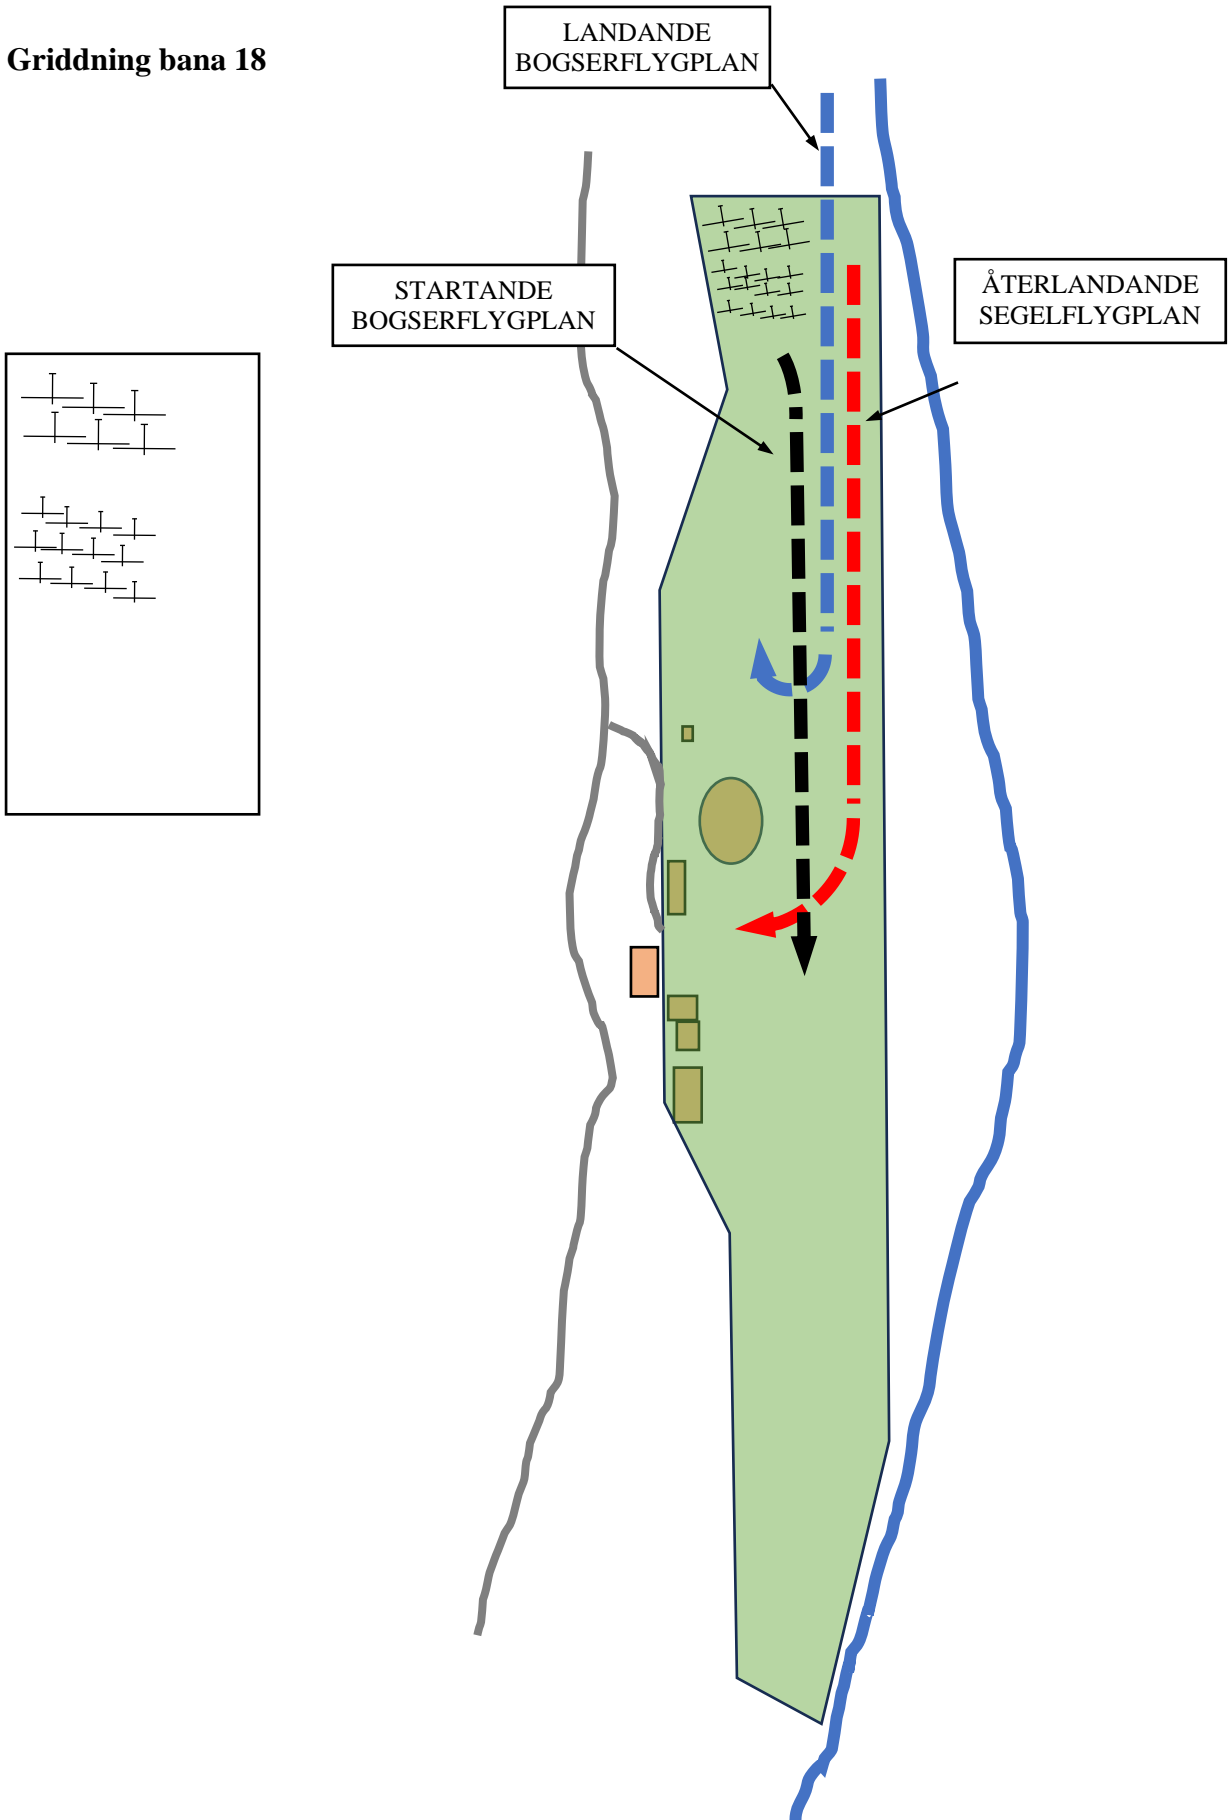 Griddning bana 18
LANDANDE
BOGSERFLYGPLAN
STARTANDE
BOGSERFLYGPLAN
ÅTERLANDANDE
SEGELFLYGPLAN